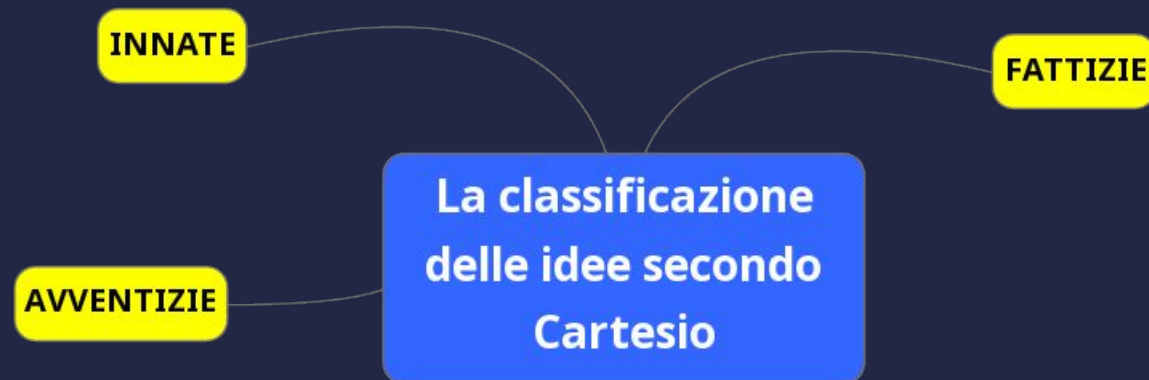 INNATE
FATTIZIE
La classificazione
delle idee secondo
Cartesio
AVVENTIZIE